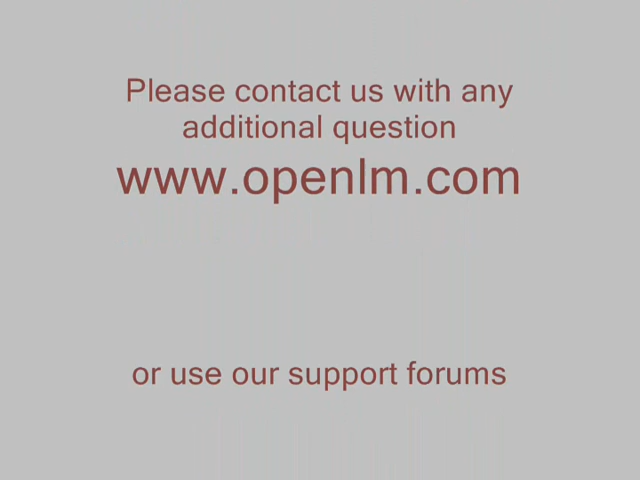 Please contact us with any
additional question
www.openlm.com
or use our support forums